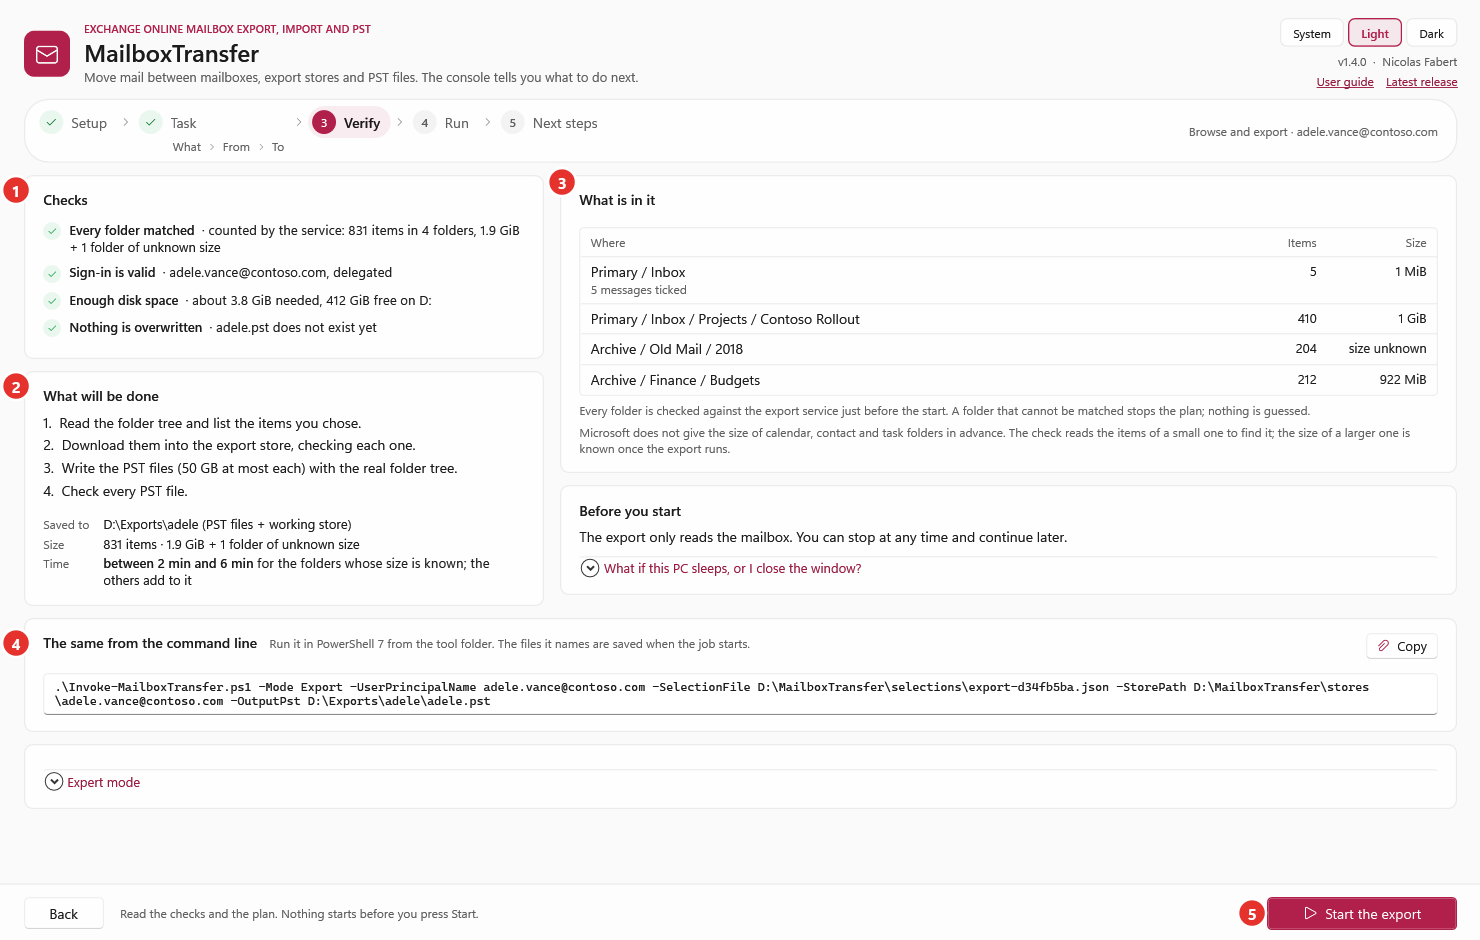 EXCHANGE ONLINE MAILBOX EXPORT, IMPORT AND PST
MailboxTransfer
Move mail between mailboxes, export stores and PST files. The console tells you what to do next.
System
Light
Dark
v1.4.0 · Nicolas Fabert
User guide
Latest release
Setup
Task
3
Verify
4
Run
5
Next steps
What
From
To
Browse and export · adele.vance@contoso.com
1
Checks
Every folder matched · counted by the service: 831 items in 4 folders, 1.9 GiB
+ 1 folder of unknown size
Sign-in is valid · adele.vance@contoso.com, delegated
Enough disk space · about 3.8 GiB needed, 412 GiB free on D:
Nothing is overwritten · adele.pst does not exist yet
2
What will be done
1. Read the folder tree and list the items you chose.
2. Download them into the export store, checking each one.
3. Write the PST files (50 GB at most each) with the real folder tree.
4. Check every PST file.
Saved to D:\Exports\adele (PST files + working store)
Size 831 items · 1.9 GiB + 1 folder of unknown size
Time between 2 min and 6 min for the folders whose size is known; the
others add to it
3
What is in it
Where Items Size
Primary / Inbox 5 1 MiB
5 messages ticked
Primary / Inbox / Projects / Contoso Rollout 410 1 GiB
Archive / Old Mail / 2018 204 size unknown
Archive / Finance / Budgets 212 922 MiB
Every folder is checked against the export service just before the start. A folder that cannot be matched stops the plan; nothing is guessed.
Microsoft does not give the size of calendar, contact and task folders in advance. The check reads the items of a small one to find it; the size of a larger one is
known once the export runs.
Before you start
The export only reads the mailbox. You can stop at any time and continue later.
What if this PC sleeps, or I close the window?
4
The same from the command line Run it in PowerShell 7 from the tool folder. The files it names are saved when the job starts.
Copy
.\Invoke-MailboxTransfer.ps1 -Mode Export -UserPrincipalName adele.vance@contoso.com -SelectionFile D:\MailboxTransfer\selections\export-d34fb5ba.json -StorePath D:\MailboxTransfer\stores
\adele.vance@contoso.com -OutputPst D:\Exports\adele\adele.pst
Expert mode
Back
Read the checks and the plan. Nothing starts before you press Start.
5
Start the export